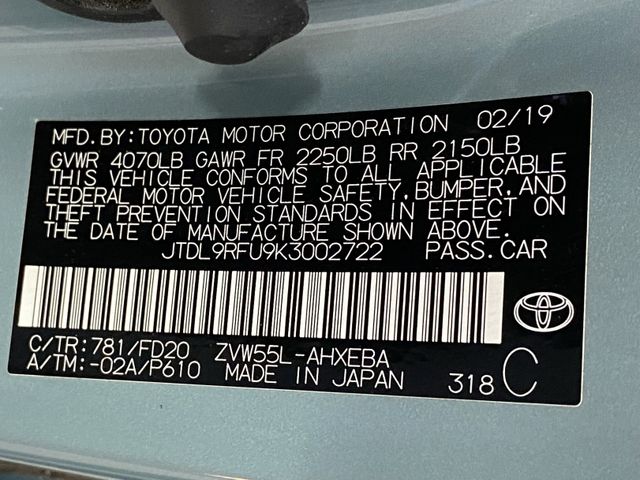 MFD.BY:TOYOTA MOTOR CORPORATION 02/19
GVWR 4070LB GAWR FR 2250LB RR 2150LB
THIS VEHICLE CONFORMS TO ALL APPLICABLE
FEDERAL MOTOR VEHICLE SAFETY,BUMPER,AND
THEFT PREVENTION STANDARDS IN EFFECT ON
THE DATE OF MANUFACTURE SHOWN ABOVE.
JTDL9RFU9K3002722 PASS.CAR
C/TR:781/FD20 ZVW55L-AHXEBA
A/TM:-02A/P610 MADE IN JAPAN 318 C